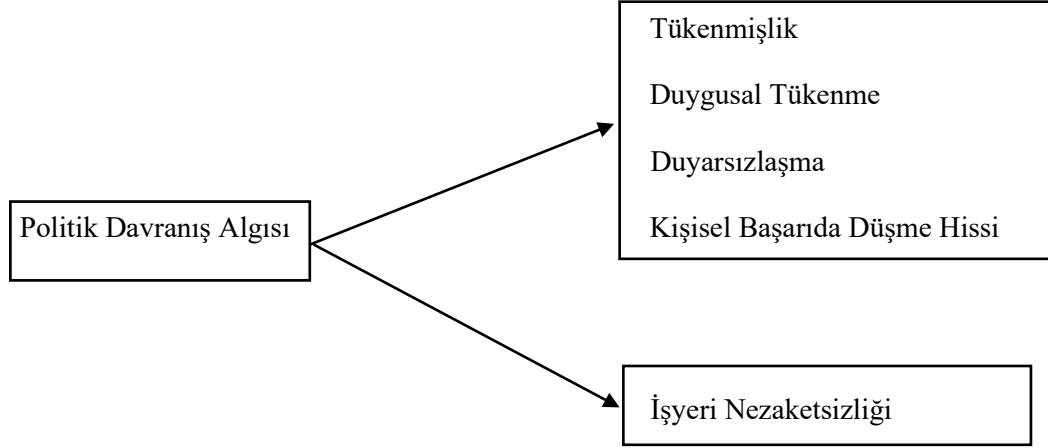 Politik Davranış Algısı
Tükenmişlik
Duygusal Tükenme
Duyarsızlaşma
Kişisel Başarıda Düşme Hissi
İşyeri Nezaketsizliği